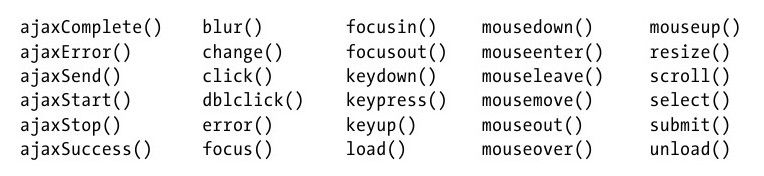 ajaxComplete() blur() focusin() mousedown() mouseup()
ajaxError() change() focusout() mouseenter() resize()
ajaxSend() click() keydown() mouseleave() scroll()
ajaxStart() dblclick() keypress() mousemove() select()
ajaxStop() error() keyup() mouseout() submit()
ajaxSuccess() focus() load() mouseover() unload()